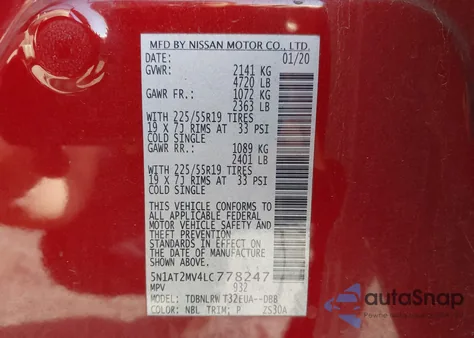 MFD BY NISSAN MOTOR CO., LTD.
DATE: 01/20
GVWR: 2141 KG
4720 LB
GAWR FR.: 1072 KG
2363 LB
WITH 225/55R19 TIRES
19 X 7J RIMS AT 33 PSI
COLD SINGLE
GAWR RR.: 1089 KG
2401 LB
WITH 225/55R19 TIRES
19 X 7J RIMS AT 33 PSI
COLD SINGLE
THIS VEHICLE CONFORMS TO
ALL APPLICABLE FEDERAL
MOTOR VEHICLE SAFETY
STANDARDS IN EFFECT ON
THE DATE OF MANUFACTURE
SHOWN ABOVE.
5N1AT2MV4LC778247
MPV 932
MODEL: TDBNLRW T32EUA--DBB
COLOR: NBL TRIM: P ZS30A
autoSnap